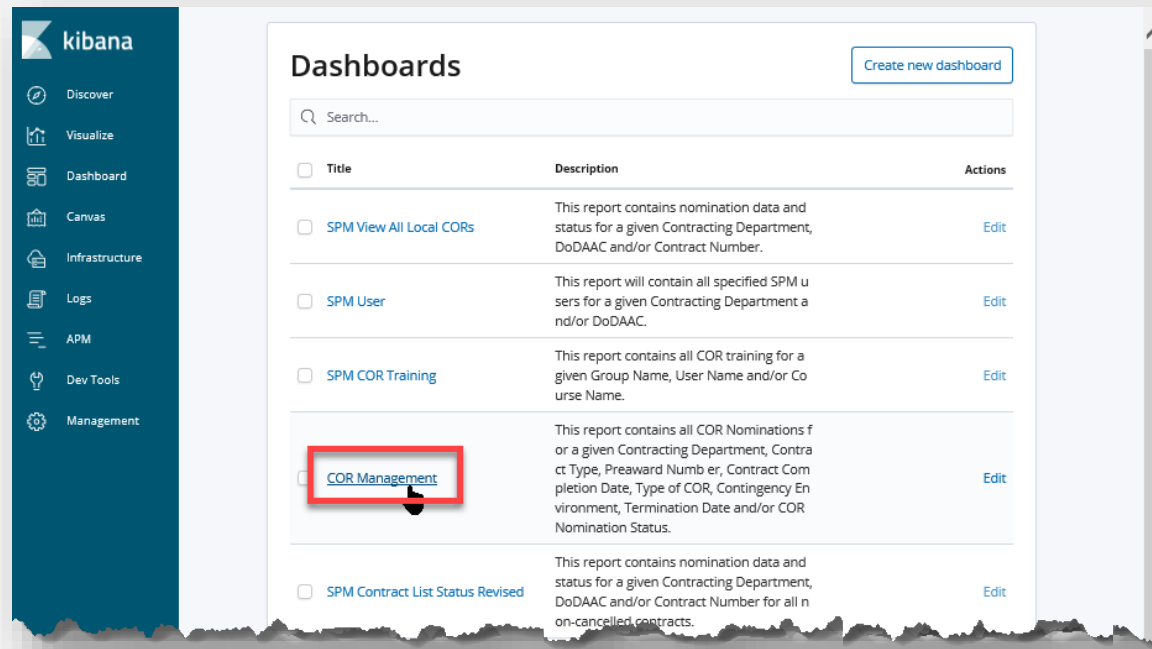 kibana
Discover
Visualize
Dashboard
Canvas
Infrastructure
Logs
APM
Dev Tools
Management
Dashboards
Create new dashboard
Search...
Title Description Actions
SPM View All Local CORs
This report contains nomination data and
status for a given Contracting Department,
DoDAAC and/or Contract Number.
Edit
SPM User
This report will contain all specified SPM u
sers for a given Contracting Department a
nd/or DoDAAC.
Edit
SPM COR Training
This report contains all COR training for a
given Group Name, User Name and/or Co
urse Name.
Edit
COR Management
This report contains all COR Nominations f
or a given Contracting Department, Contra
ct Type, Preaward Numb er, Contract Com
pletion Date, Type of COR, Contingency En
vironment, Termination Date and/or COR
Nomination Status.
Edit
SPM Contract List Status Revised
This report contains nomination data and
status for a given Contracting Department,
DoDAAC and/or Contract Number for all n
on-cancelled contracts.
Edit